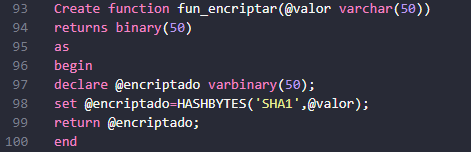 93 Create function fun_encriptar(@valor varchar(50))
94 returns binary(50)
95 as
96 begin
97 declare @encriptado varbinary(50);
98 set @encriptado=HASHBYTES('SHA1',@valor);
99 return @encriptado;
100 end